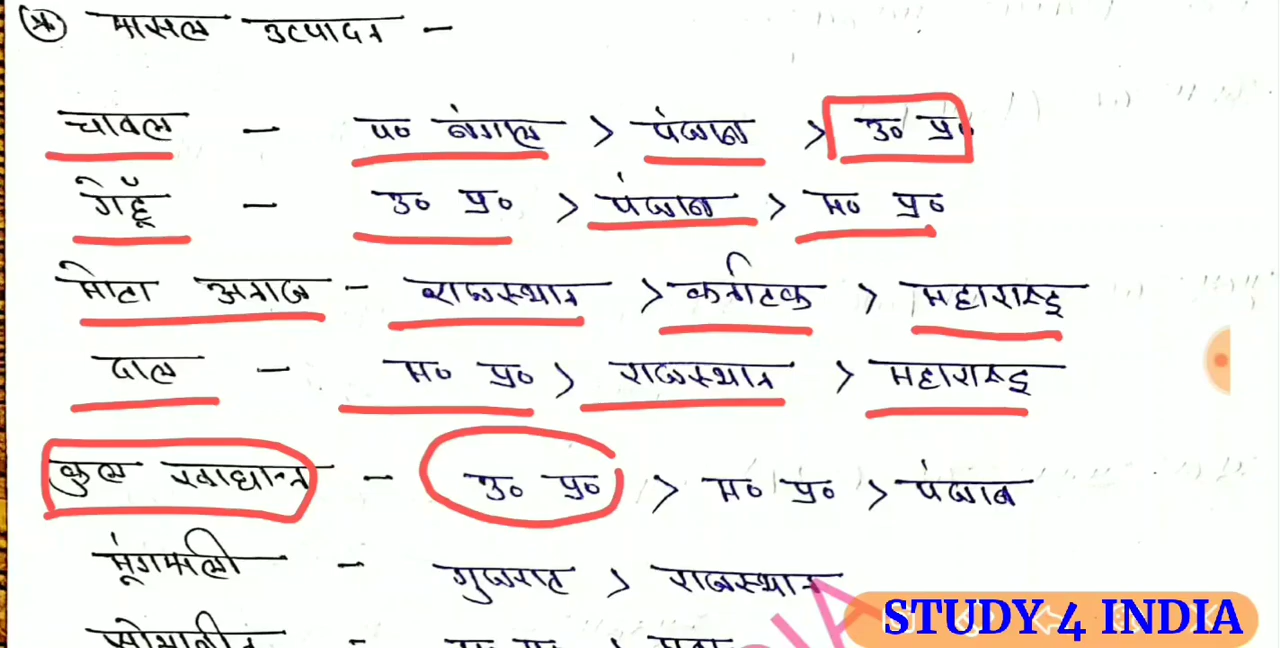 फसल उत्पादन –
चावल – प० बंगाल > पंजाब > उ० प्र०
गेहूँ – उ० प्र० > पंजाब > म० प्र०
मोटा अनाज – राजस्थान > कर्नाटक > महाराष्ट्र
दाल – म० प्र० > राजस्थान > महाराष्ट्र
कुल खाद्यान्न – उ० प्र० > म० प्र० > पंजाब
मूंगफली – गुजरात > राजस्थान
STUDY 4 INDIA